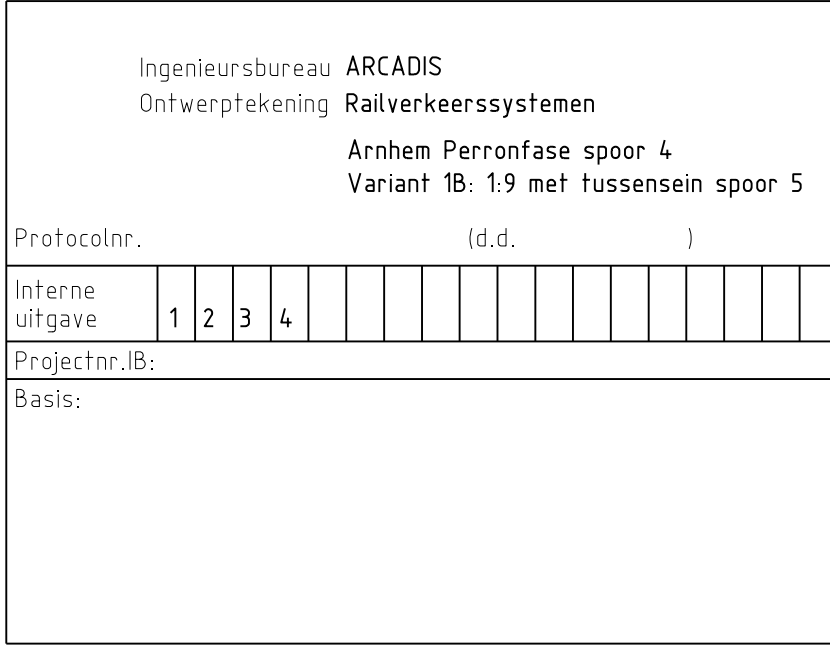 Ingenieursbureau ARCADIS
Ontwerptekening Railverkeerssystemen
Arnhem Perronfase spoor 4
Variant 1B: 1:9 met tussensein spoor 5
Protocolnr. (d.d. )
Interne
uitgave 1 2 3 4
Projectnr.IB:
Basis: